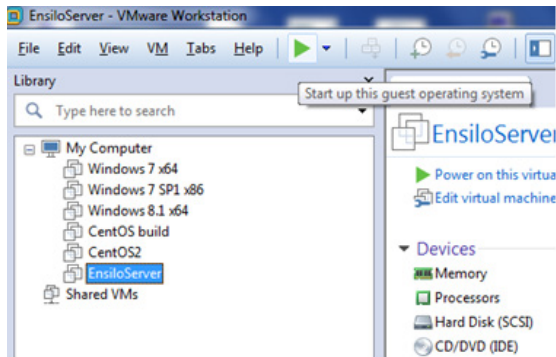 EnsiloServer - VMware Workstation
File Edit View VM Tabs Help
Library
Start up this guest operating system
Type here to search
EnsiloServer
My Computer
Power on this virtua
Windows 7 x64
Edit virtual machine
Windows 7 SP1 x86
Windows 8.1 x64
CentOS build
CentOS2
Devices
EnsiloServer
Memory
Shared VMs
Processors
Hard Disk (SCSI)
CD/DVD (IDE)